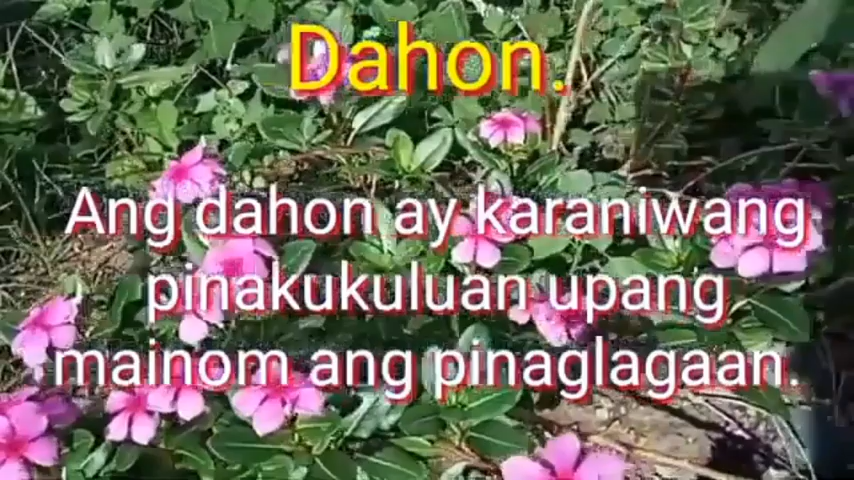 Dahon.
Ang dahon ay karaniwang
pinakukuluan upang
mainom ang pinaglagaan.